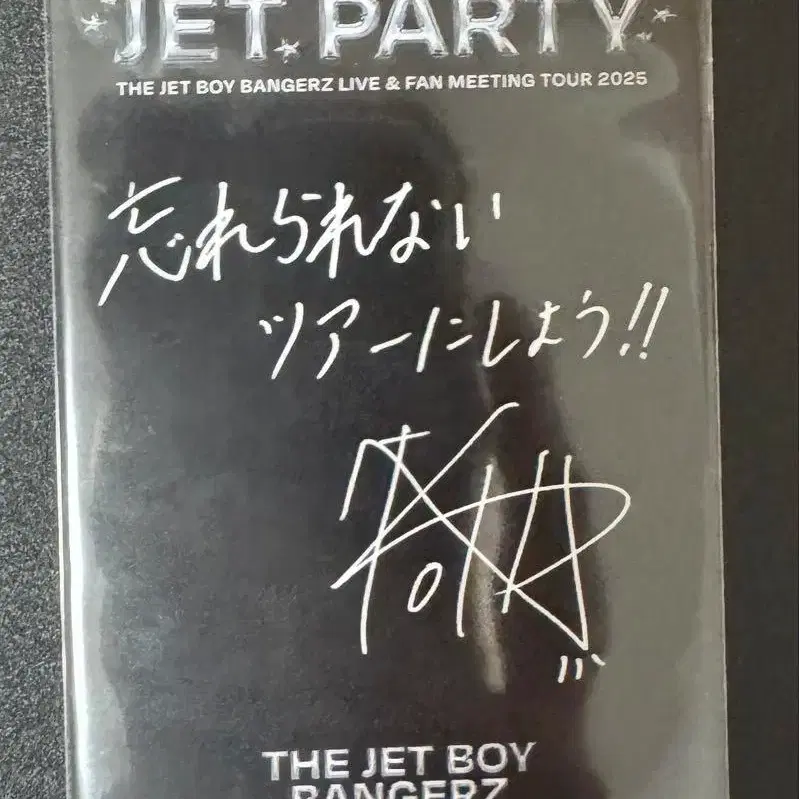 JET PARTY
THE JET BOY BANGERZ LIVE & FAN MEETING TOUR 2025
忘れられない
ツアーにしよう!!
THE JET BOY
BANGERZ